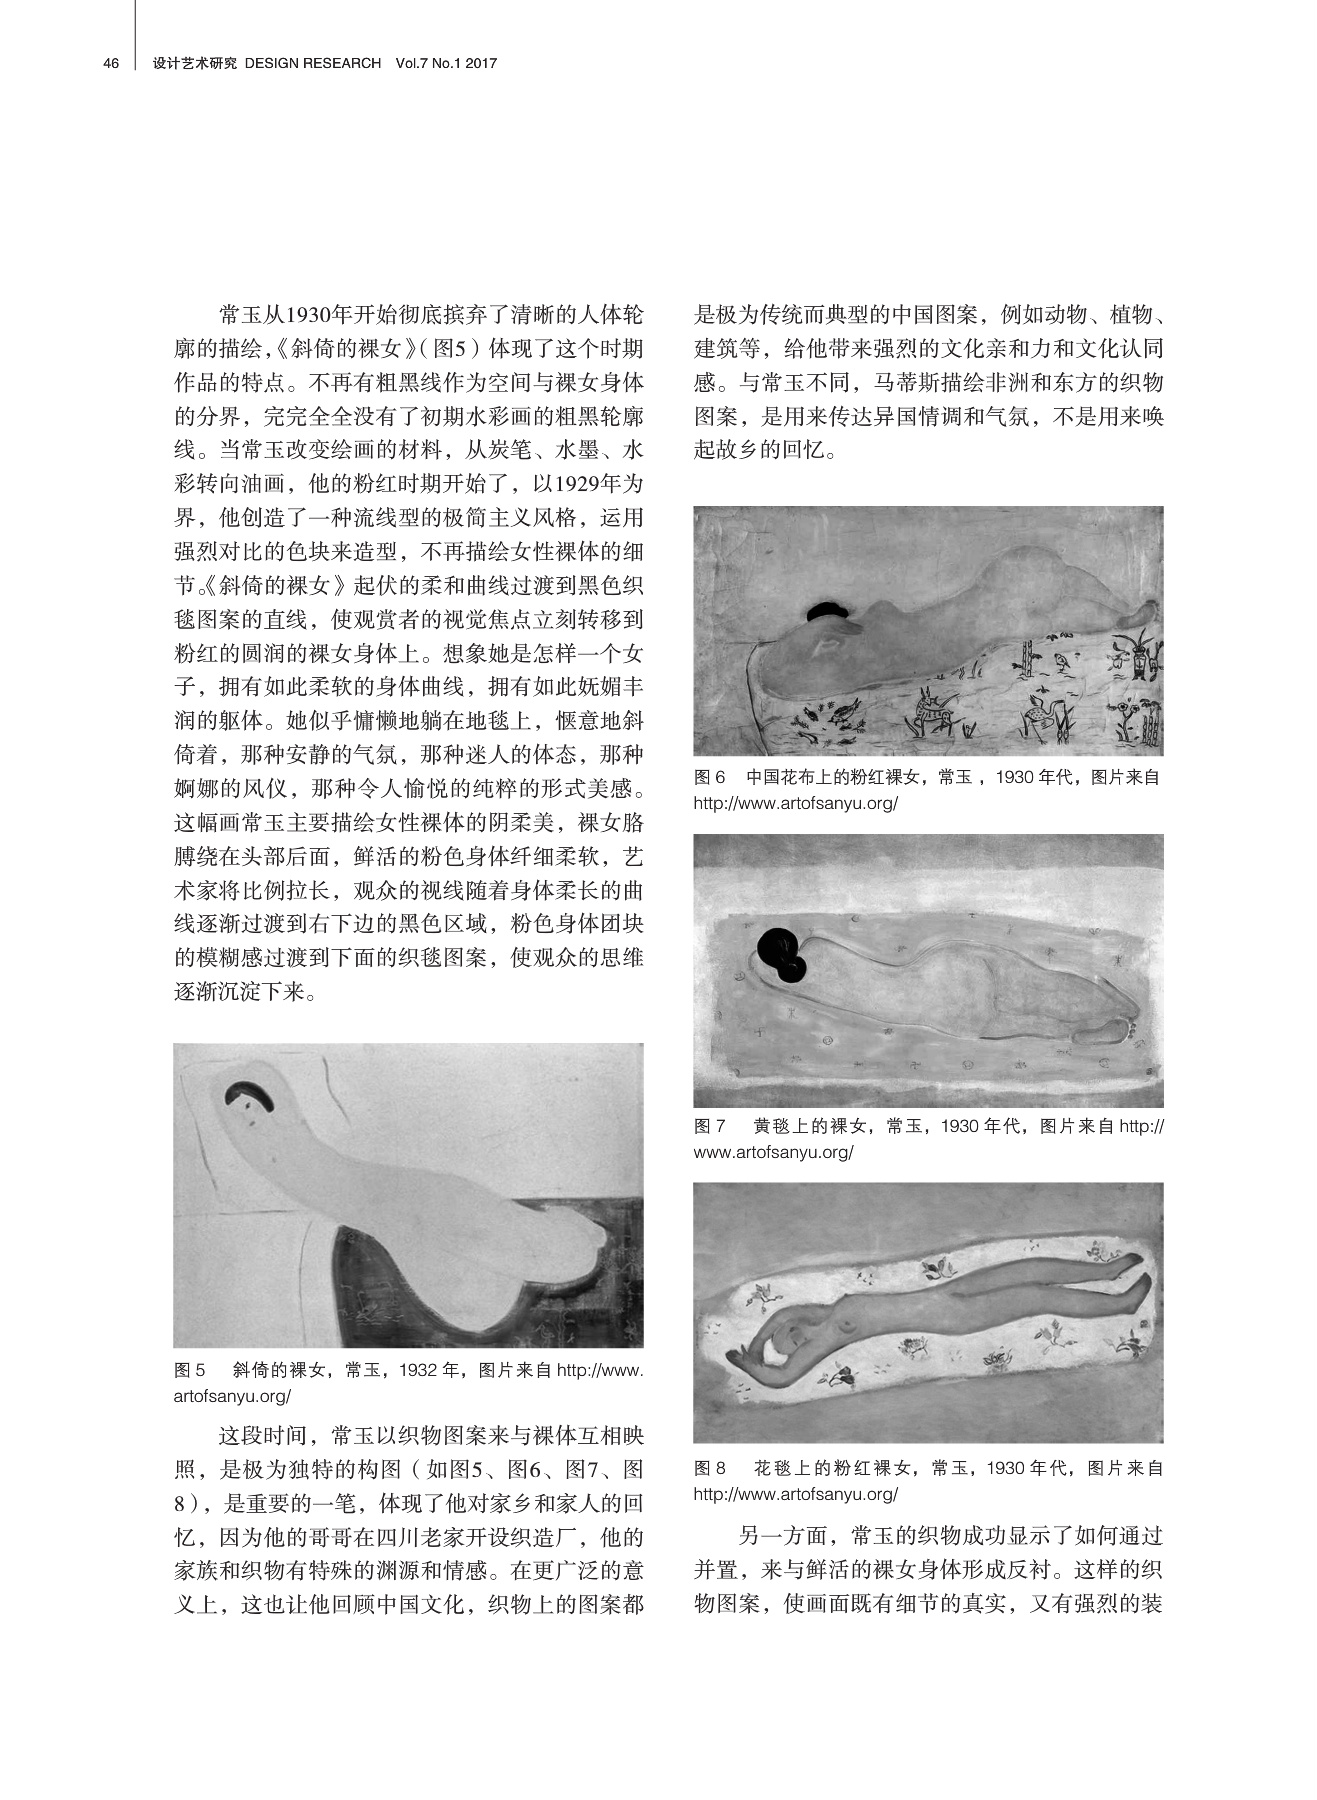 46 设计艺术研究 DESIGN RESEARCH Vol.7 No.1 2017
常玉从1930年开始彻底摈弃了清晰的人体轮
廓的描绘，《斜倚的裸女》（图5）体现了这个时期
作品的特点。不再有粗黑线作为空间与裸女身体
的分界，完完全全没有了初期水彩画的粗黑轮廓
线。当常玉改变绘画的材料，从炭笔、水墨、水
彩转向油画，他的粉红时期开始了，以1929年为
界，他创造了一种流线型的极简主义风格，运用
强烈对比的色块来造型，不再描绘女性裸体的细
节。《斜倚的裸女》起伏的柔和曲线过渡到黑色织
毯图案的直线，使观赏者的视觉焦点立刻转移到
粉红的圆润的裸女身体上。想象她是怎样一个女
子，拥有如此柔软的身体曲线，拥有如此妩媚丰
润的躯体。她似乎慵懒地躺在地毯上，惬意地斜
倚着，那种安静的气氛，那种迷人的体态，那种
婀娜的风仪，那种令人愉悦的纯粹的形式美感。
这幅画常玉主要描绘女性裸体的阴柔美，裸女胳
膊绕在头部后面，鲜活的粉色身体纤细柔软，艺
术家将比例拉长，观众的视线随着身体柔长的曲
线逐渐过渡到右下边的黑色区域，粉色身体团块
的模糊感过渡到下面的织毯图案，使观众的思维
逐渐沉淀下来。
图 5 斜倚的裸女，常玉，1932 年，图片来自 http://www.
artofsanyu.org/
这段时间，常玉以织物图案来与裸体互相映
照，是极为独特的构图（如图5、图6、图7、图
8），是重要的一笔，体现了他对家乡和家人的回
忆，因为他的哥哥在四川老家开设织造厂，他的
家族和织物有特殊的渊源和情感。在更广泛的意
义上，这也让他回顾中国文化，织物上的图案都
是极为传统而典型的中国图案，例如动物、植物、
建筑等，给他带来强烈的文化亲和力和文化认同
感。与常玉不同，马蒂斯描绘非洲和东方的织物
图案，是用来传达异国情调和气氛，不是用来唤
起故乡的回忆。
图 6 中国花布上的粉红裸女，常玉 ，1930 年代，图片来自
http://www.artofsanyu.org/
图 7 黄毯上的裸女，常玉，1930 年代，图片来自 http://
www.artofsanyu.org/
图 8 花毯上的粉红裸女，常玉，1930 年代，图片来自
http://www.artofsanyu.org/
另一方面，常玉的织物成功显示了如何通过
并置，来与鲜活的裸女身体形成反衬。这样的织
物图案，使画面既有细节的真实，又有强烈的装